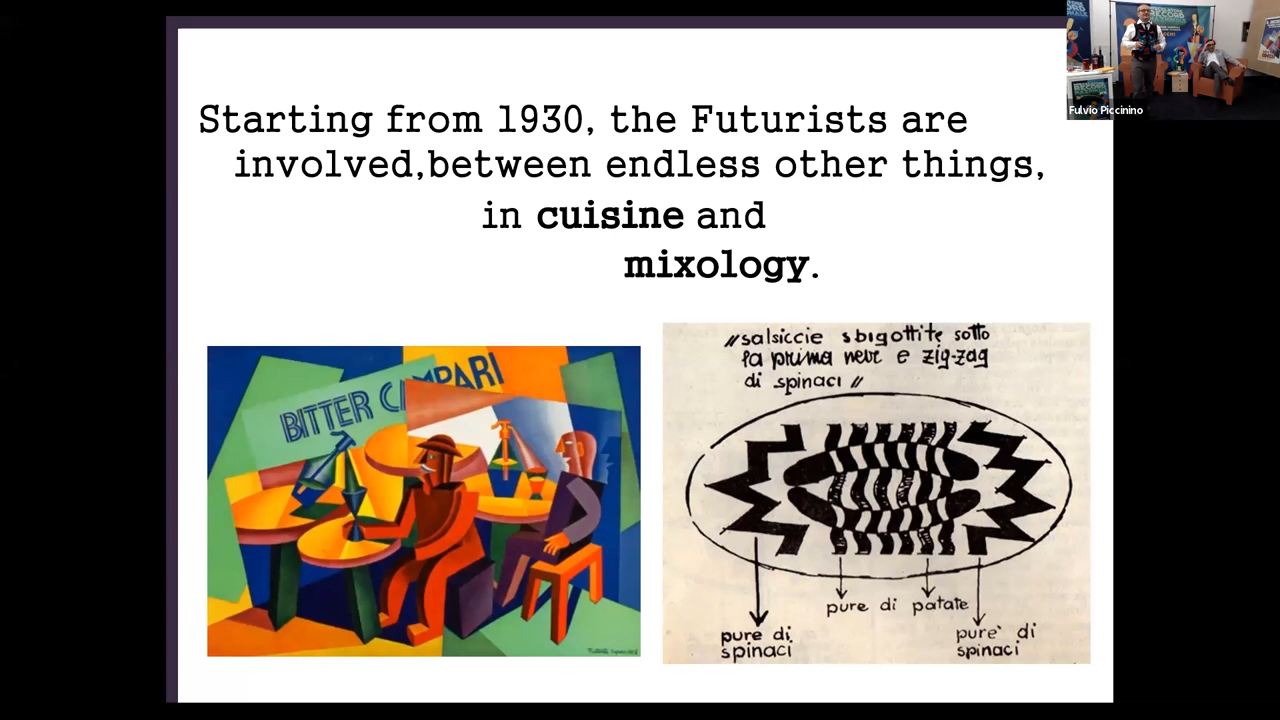 Starting from 1930, the Futurists are
involved,between endless other things,
in cuisine and
mixology.
Fulvio Piccinino
BITTER CAMPARI
//salsiccie sbigottite sotto
la prima neve e zig-zag
di spinaci //
pure di patate
pure di
spinaci
pure' di
spinaci